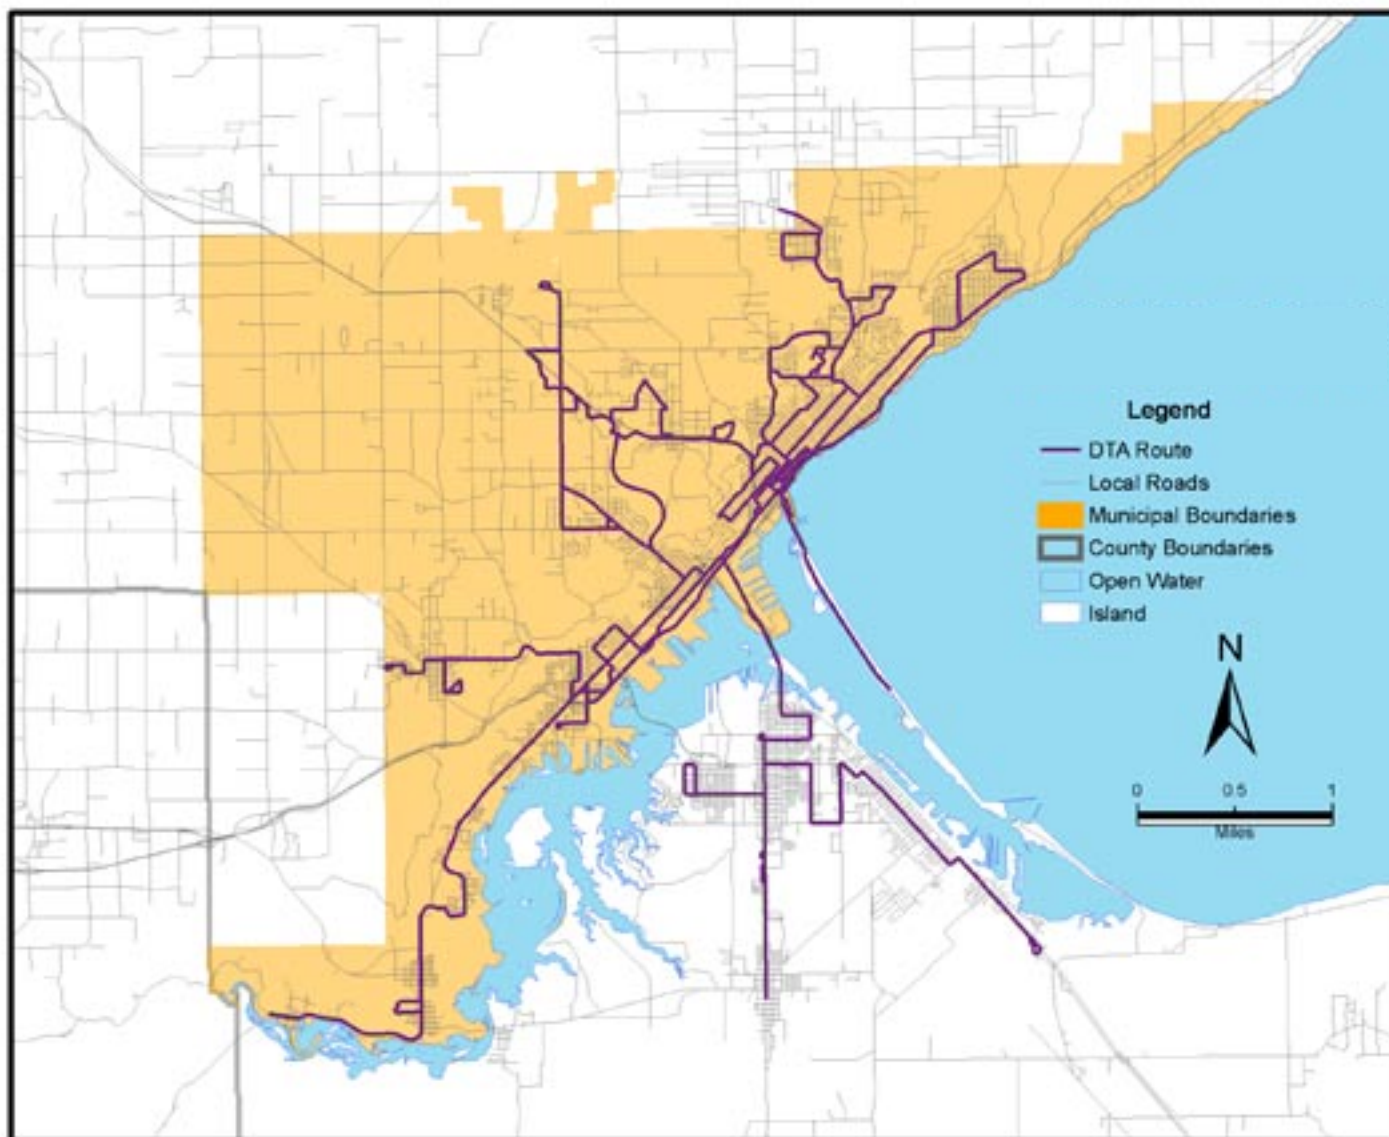 Legend
DTA Route
Local Roads
Municipal Boundaries
County Boundaries
Open Water
Island
N
0 0.5 1
Miles